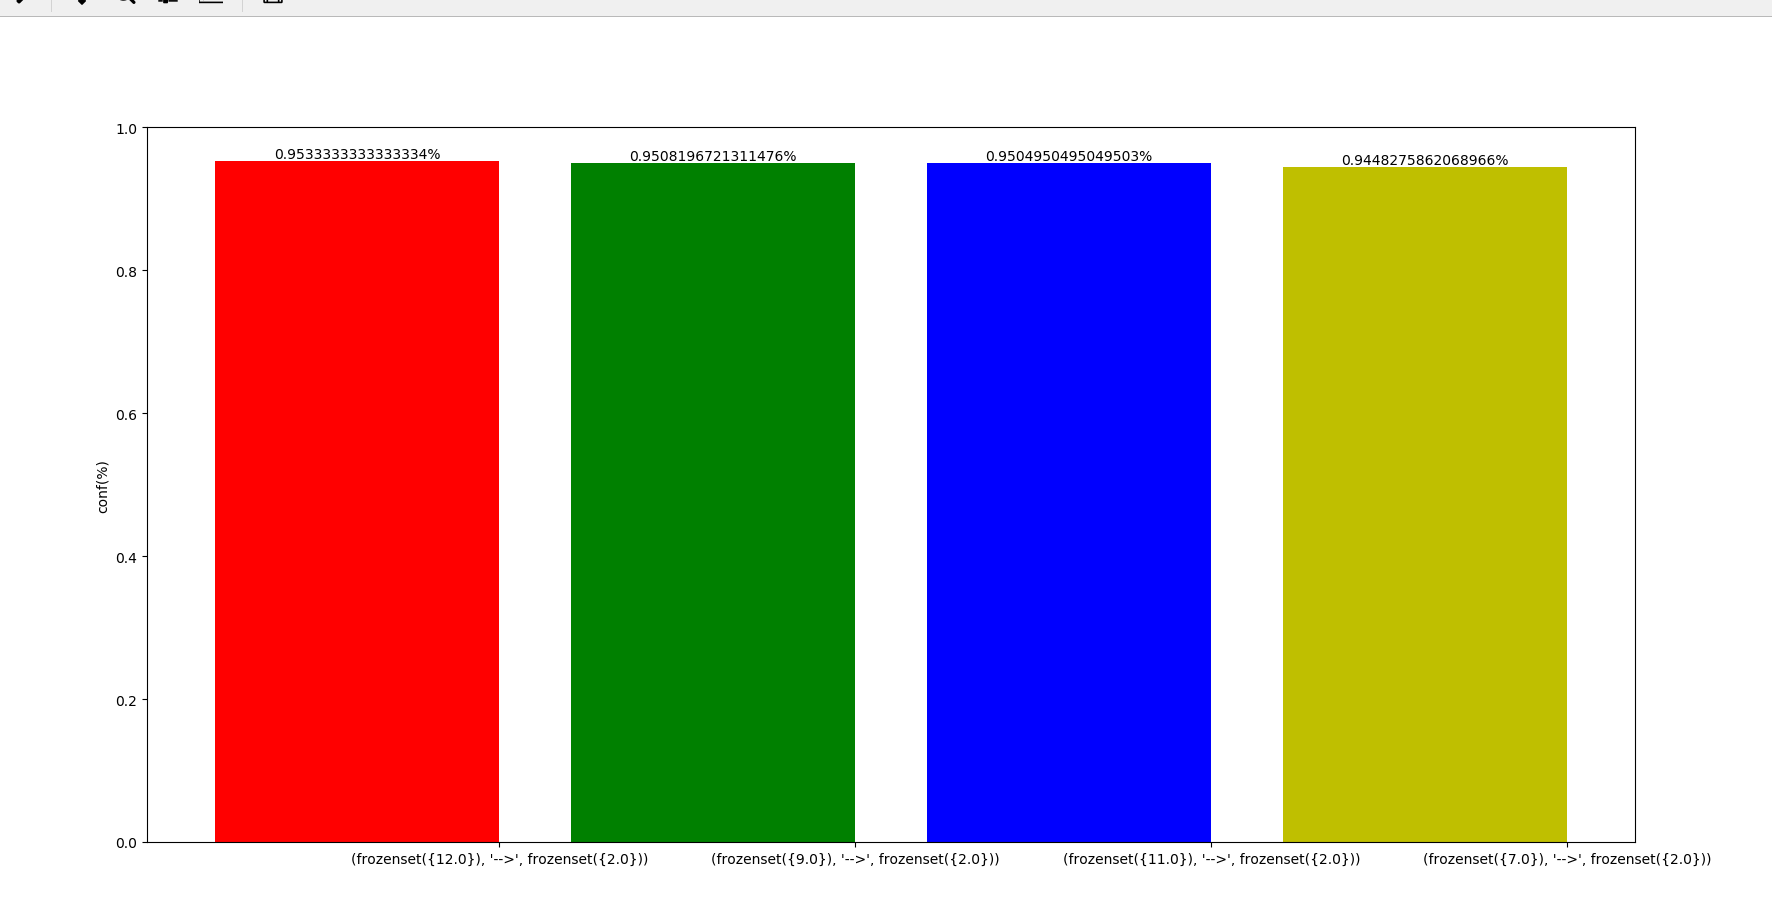 1.0
0.9533333333333334%
0.9508196721311476%
0.9504950495049503%
0.9448275862068966%
0.8
0.6
conf(%)
0.4
0.2
0.0
(frozenset({12.0}), '-->', frozenset({2.0}))
(frozenset({9.0}), '-->', frozenset({2.0}))
(frozenset({11.0}), '-->', frozenset({2.0}))
(frozenset({7.0}), '-->', frozenset({2.0}))